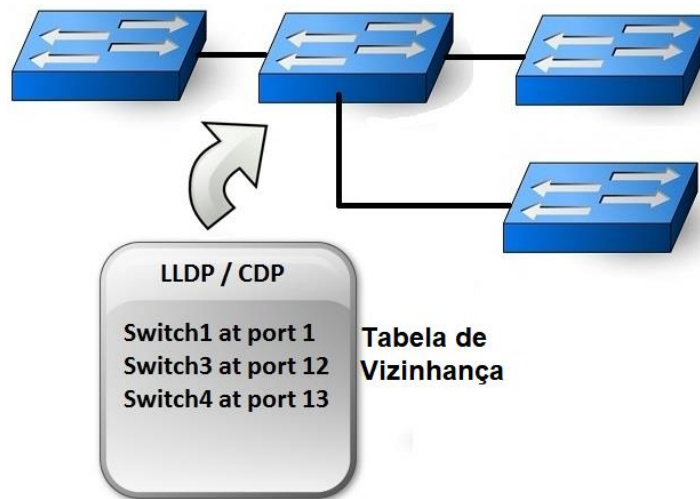 LLDP / CDP
Switch1 at port 1
Switch3 at port 12
Switch4 at port 13
Tabela de
Vizinhança